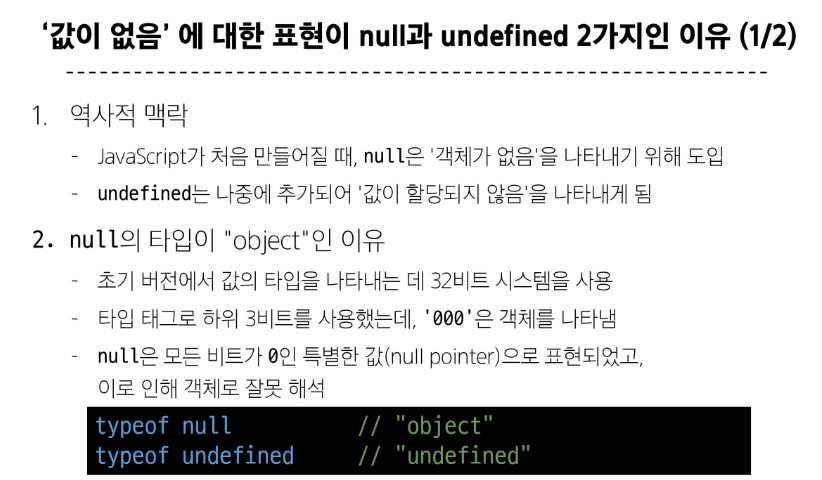 ‘값이 없음’ 에 대한 표현이 null과 undefined 2가지인 이유 (1/2)
1. 역사적 맥락
- JavaScript가 처음 만들어질 때, null은 '객체가 없음'을 나타내기 위해 도입
- undefined는 나중에 추가되어 '값이 할당되지 않음'을 나타내게 됨
2. null의 타입이 "object"인 이유
- 초기 버전에서 값의 타입을 나타내는 데 32비트 시스템을 사용
- 타입 태그로 하위 3비트를 사용했는데, '000'은 객체를 나타냄
- null은 모든 비트가 0인 특별한 값(null pointer)으로 표현되었고,
이로 인해 객체로 잘못 해석
typeof null // "object"
typeof undefined // "undefined"